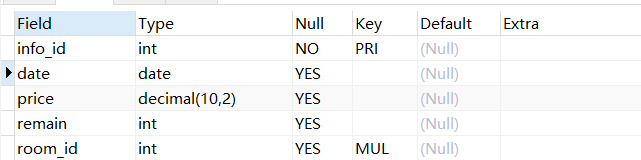 Field Type Null Key Default Extra
info_id int NO PRI (Null)
date date YES (Null)
price decimal(10,2) YES (Null)
remain int YES (Null)
room_id int YES MUL (Null)